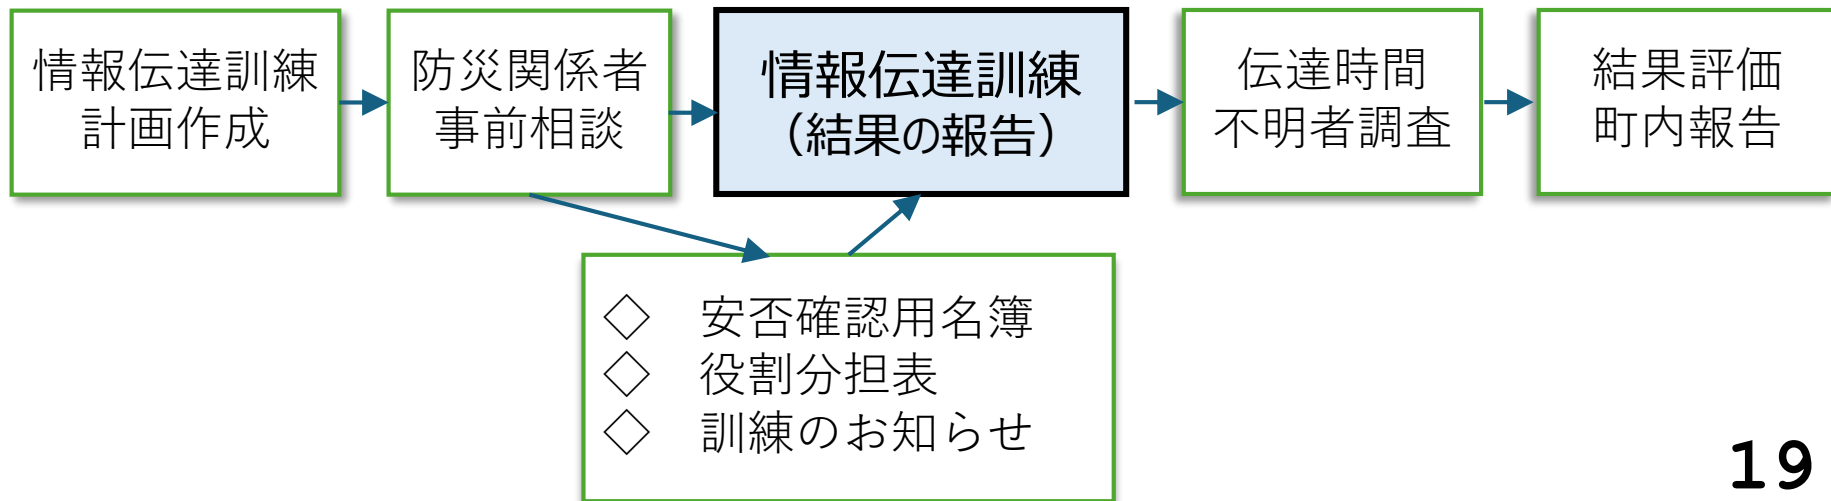 情報伝達訓練
計画作成
防災関係者
事前相談
情報伝達訓練
（結果の報告）
伝達時間
不明者調査
結果評価
町内報告
◇ 安否確認用名簿
◇ 役割分担表
◇ 訓練のお知らせ
19